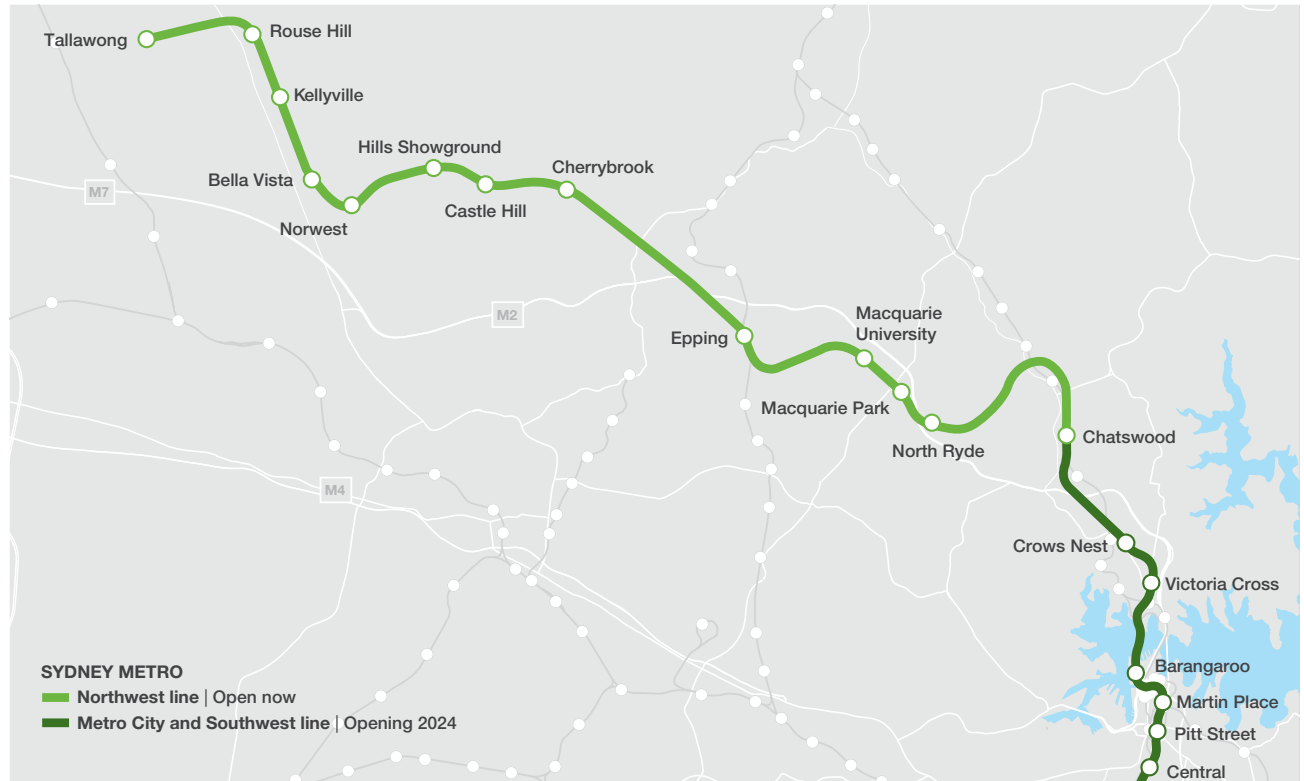 Tallawong
Rouse Hill
Kellyville
Hills Showground
Cherrybrook
Bella Vista
M7
Castle Hill
Norwest
M2
Macquarie
University
Epping
Macquarie Park
Chatswood
North Ryde
M4
Crows Nest
Victoria Cross
Barangaroo
SYDNEY METRO
Northwest line | Open now
Martin Place
Metro City and Southwest line | Opening 2024
Pitt Street
Central